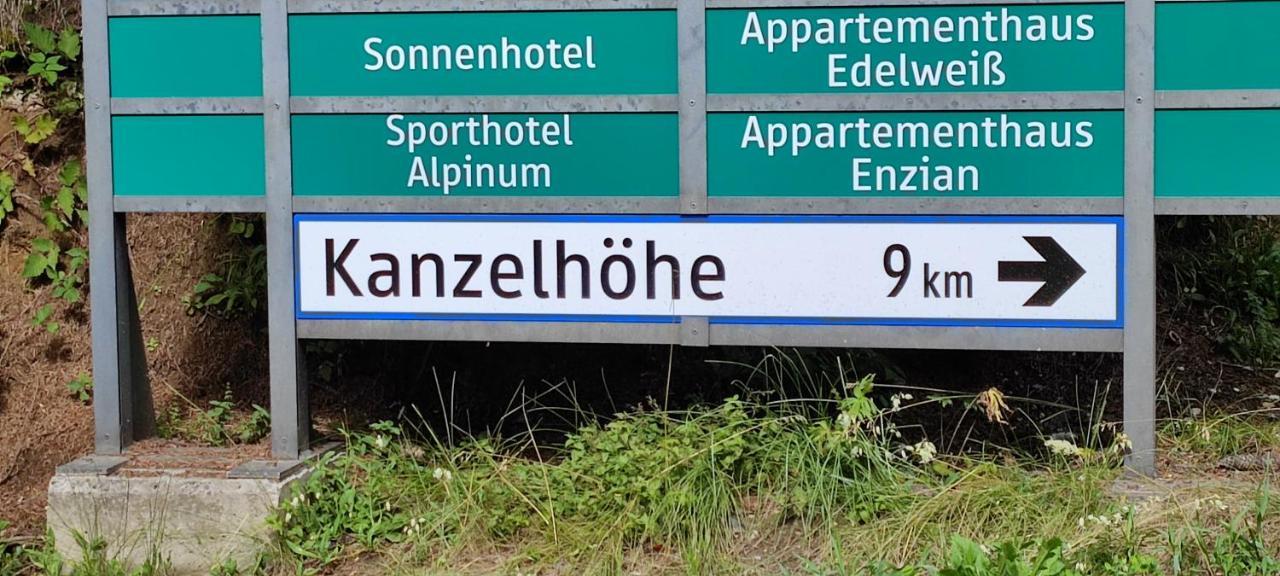 Sonnenhotel
Appartementhaus
Edelweiß
Sporthotel
Alpinum
Appartementhaus
Enzian
Kanzelhöhe 9 km